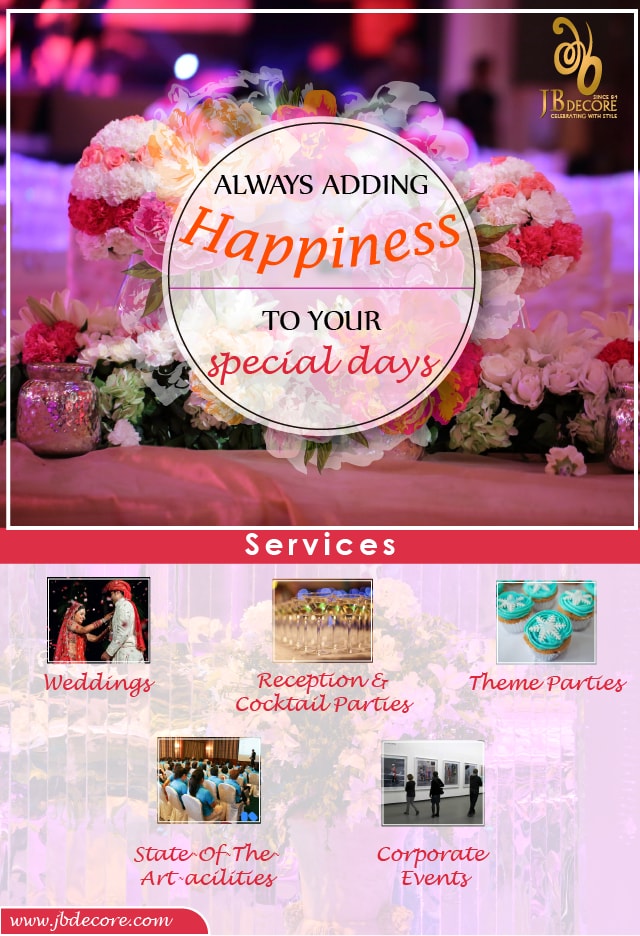 SINCE 84
JB DECORE
CELEBRATING WITH STYLE
ALWAYS ADDING
Happiness
TO YOUR
special days
Services
Weddings
Reception &
Cocktail Parties
Theme Parties
State-Of-The-
Art-acilities
Corporate
Events
www.jbdecore.com